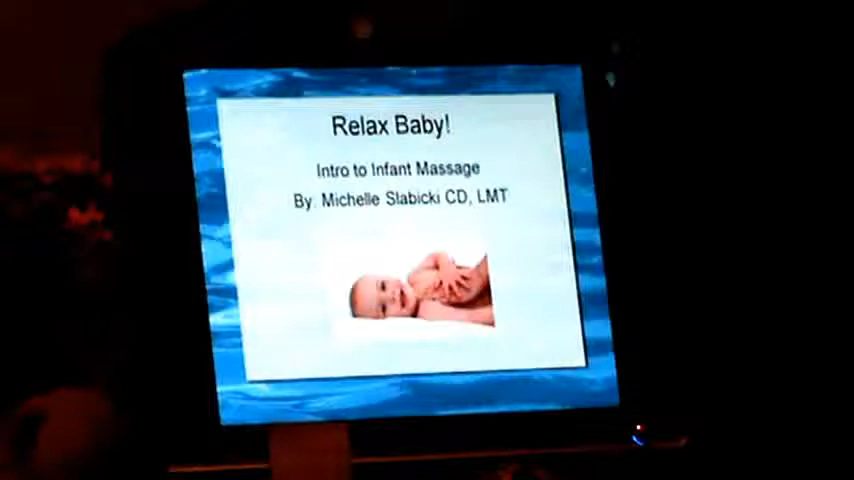 Relax Baby!
Intro to Infant Massage
By: Michelle Slabicki CD, LMT